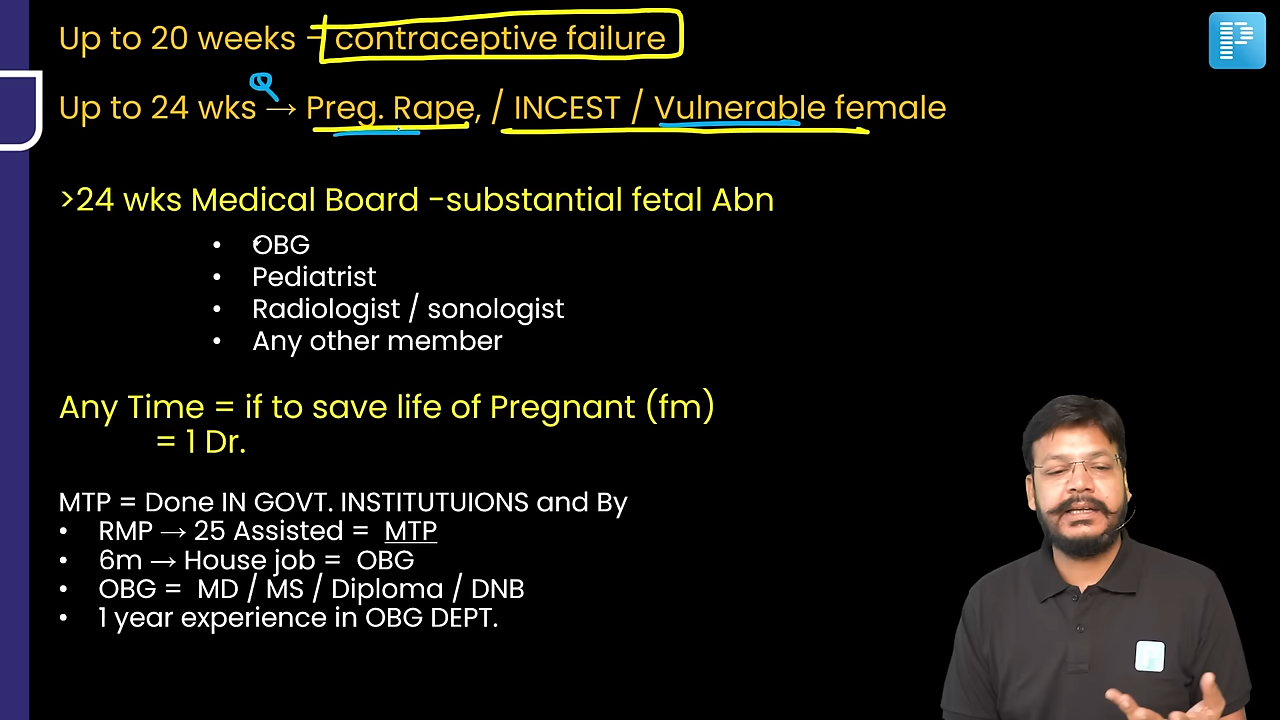 Up to 20 weeks - contraceptive failure
Up to 24 wks → Preg. Rape, / INCEST / Vulnerable female
>24 wks Medical Board -substantial fetal Abn
• OBG
• Pediatrist
• Radiologist / sonologist
• Any other member
Any Time = if to save life of Pregnant (fm)
= 1 Dr.
MTP = Done IN GOVT. INSTITUTUIONS and By
• RMP → 25 Assisted = MTP
• 6m → House job = OBG
• OBG = MD / MS / Diploma / DNB
• 1 year experience in OBG DEPT.